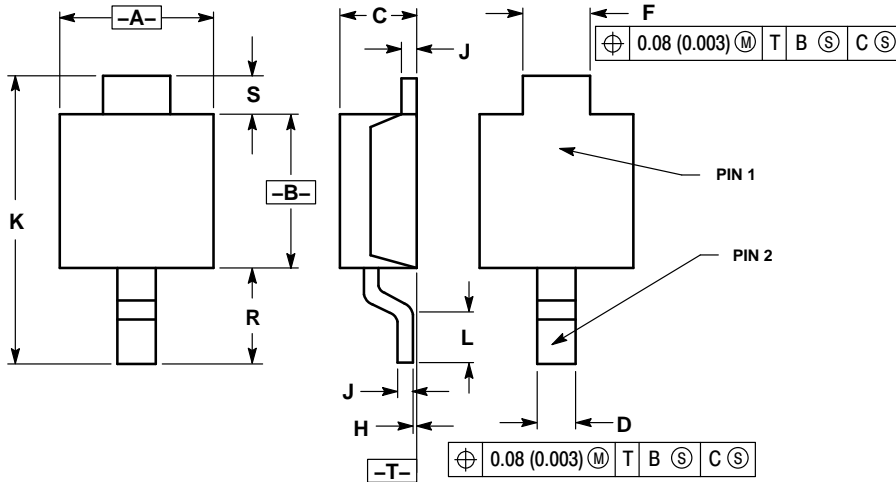 –A–
C
F
J
⌖ 0.08 (0.003) Ⓜ T B Ⓢ C Ⓢ
S
–B–
K
PIN 1
PIN 2
R
L
J
H
D
–T–
⌖ 0.08 (0.003) Ⓜ T B Ⓢ C Ⓢ